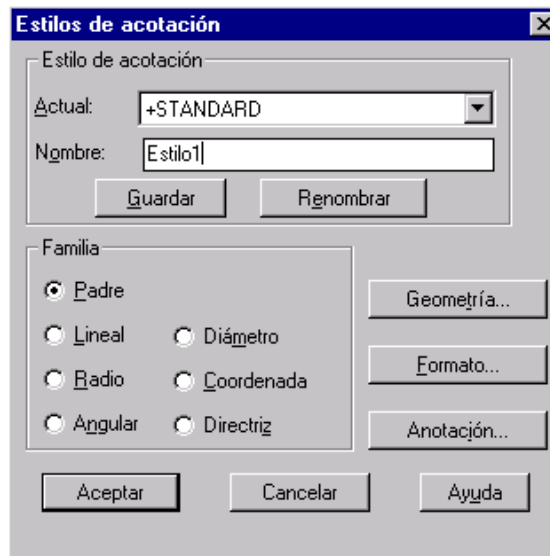 Estilos de acotación
Estilo de acotación
Actual: +STANDARD
Nombre: Estilo1
Guardar Renombrar
Familia
Padre
Lineal Diámetro
Radio Coordenada
Angular Directriz
Geometría...
Formato...
Anotación...
Aceptar Cancelar Ayuda